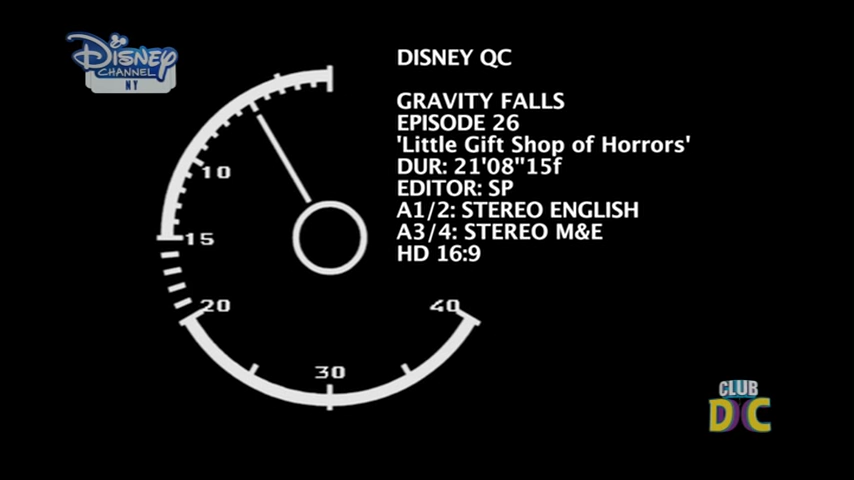 DISNEY
CHANNEL
NY
DISNEY QC
GRAVITY FALLS
EPISODE 26
'Little Gift Shop of Horrors'
DUR: 21'08"15f
EDITOR: SP
A1/2: STEREO ENGLISH
A3/4: STEREO M&E
HD 16:9
10
15
20
40
30
CLUB
DC